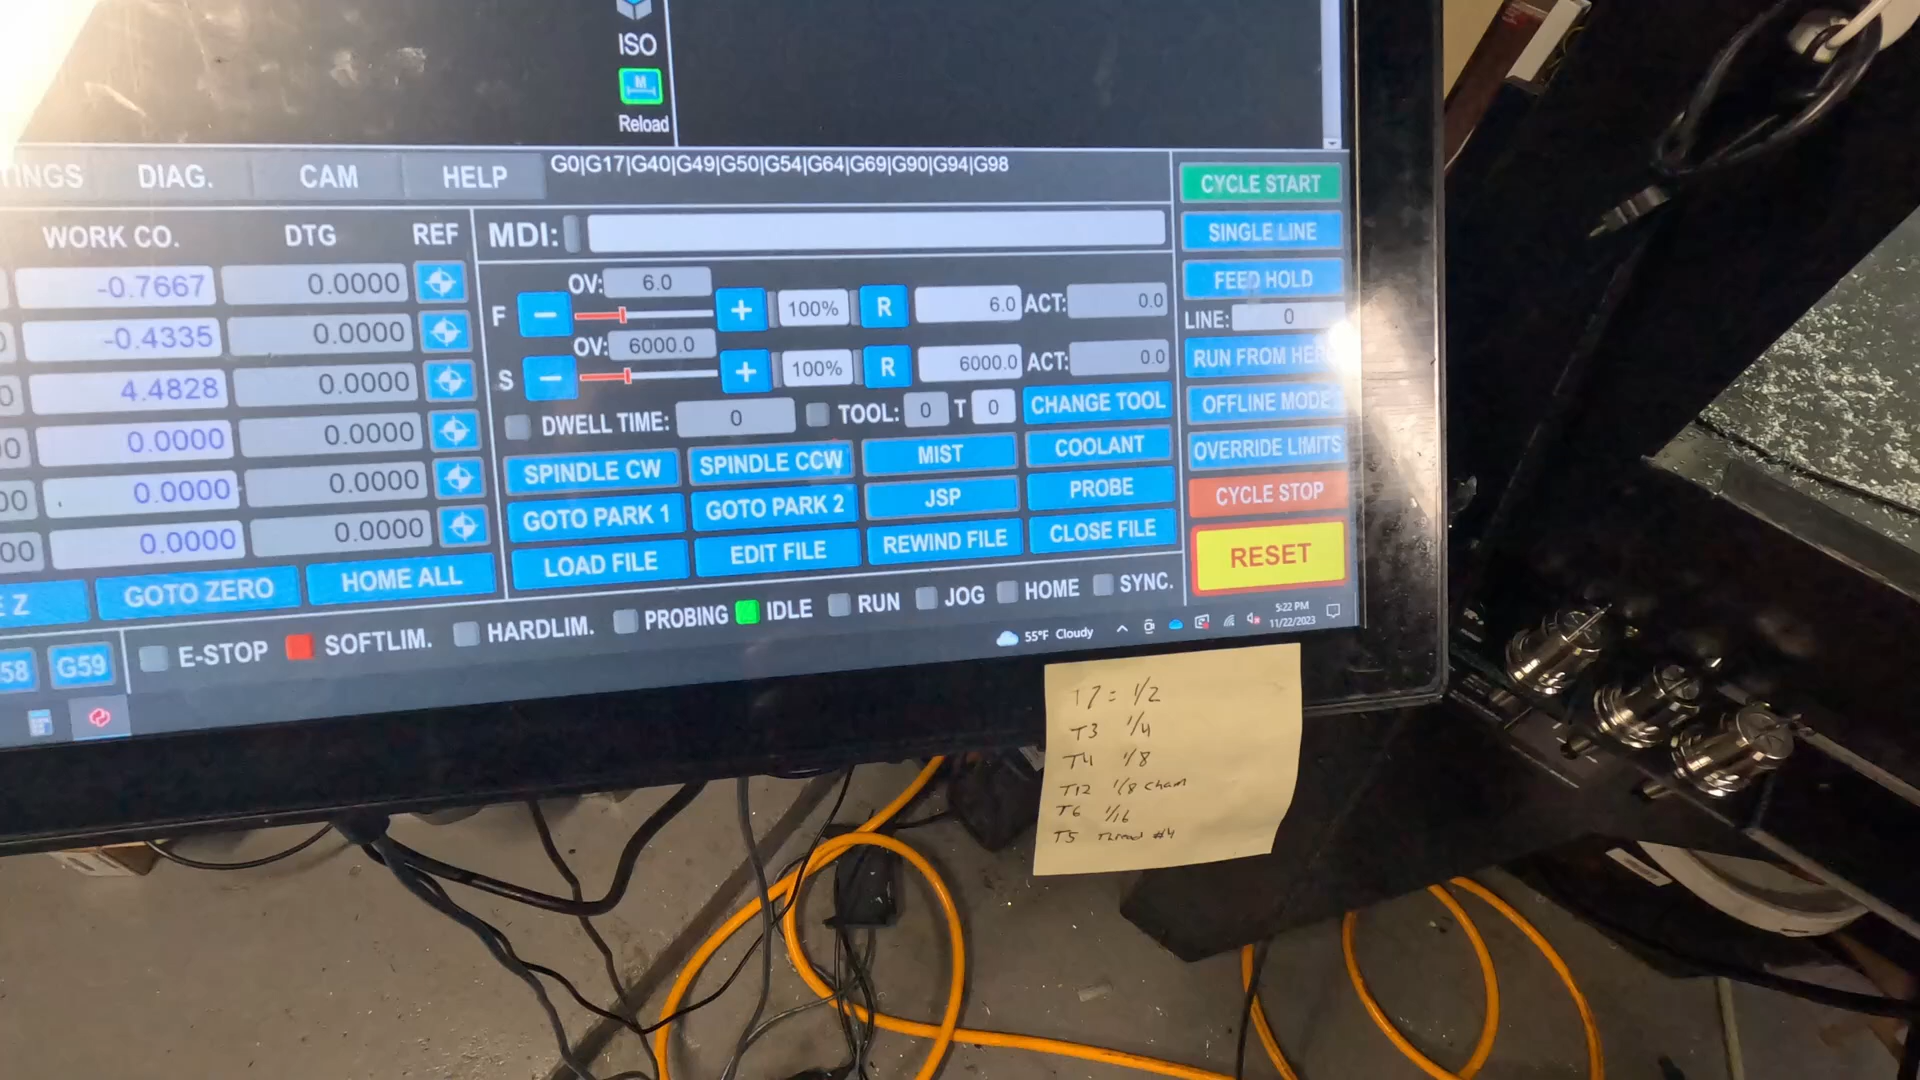 ISO
M
Reload
TINGS DIAG. CAM HELP
G0|G17|G40|G49|G50|G54|G64|G69|G90|G94|G98
WORK CO. DTG REF
-0.7667 0.0000
-0.4335 0.0000
4.4828 0.0000
0.0000 0.0000
00 0.0000 0.0000
00 0.0000 0.0000
E Z GOTO ZERO HOME ALL
58 G59
MDI:
OV: 6.0
F − + 100% R 6.0 ACT: 0.0
OV: 6000.0
S − + 100% R 6000.0 ACT: 0.0
DWELL TIME: 0 TOOL: 0 T 0 CHANGE TOOL
SPINDLE CW SPINDLE CCW MIST COOLANT
GOTO PARK 1 GOTO PARK 2 JSP PROBE
LOAD FILE EDIT FILE REWIND FILE CLOSE FILE
E-STOP SOFTLIM. HARDLIM. PROBING IDLE RUN JOG HOME SYNC.
CYCLE START
SINGLE LINE
FEED HOLD
LINE: 0
RUN FROM HERE
OFFLINE MODE
OVERRIDE LIMITS
CYCLE STOP
RESET
55°F Cloudy
5:22 PM
11/22/2023
T7 = 1/2
T3 1/4
T4 1/8
T12 1/8 cham
T6 1/16
T5 Thread #4